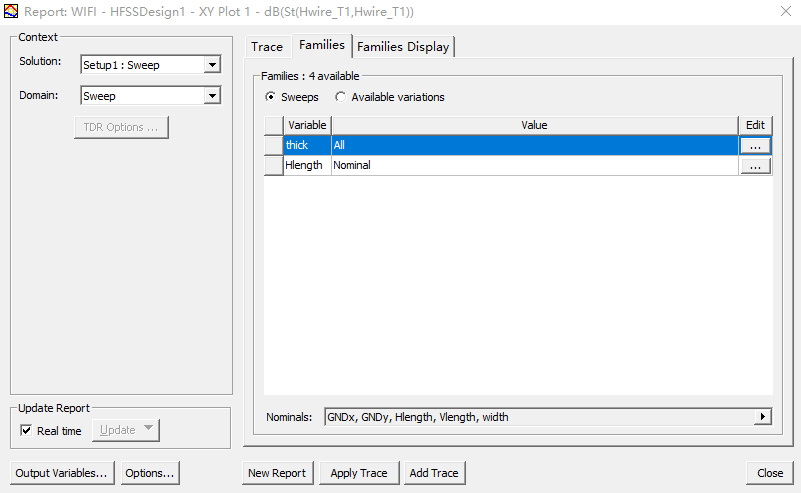 Report: WIFI - HFSSDesign1 - XY Plot 1 - dB(St(Hwire_T1,Hwire_T1))
Context
Solution:
Setup1 : Sweep
Domain:
Sweep
TDR Options ...
Update Report
Real time
Update
Trace
Families
Families Display
Families : 4 available
Sweeps
Available variations
Variable
Value
Edit
thick
All
...
Hlength
Nominal
...
Nominals:
GNDx, GNDy, Hlength, Vlength, width
Output Variables...
Options...
New Report
Apply Trace
Add Trace
Close